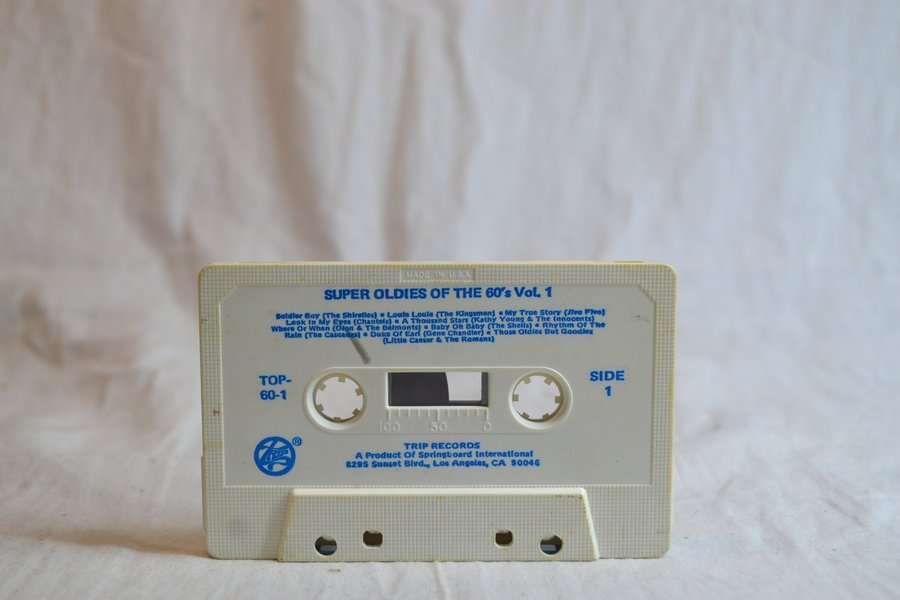 MADE IN U.S.A.
SUPER OLDIES OF THE 60's Vol. 1
Soldier Boy (The Shirelles) ■ Louie Louie (The Kingsmen) ■ My True Story (Jive Five)
Look In My Eyes (Chantels) ■ A Thousand Stars (Kathy Young & The Innocents)
Where Or When (Dion & The Belmonts) ■ Baby Oh Baby (The Shells) ■ Rhythm Of The
Rain (The Cascades) ■ Duke Of Earl (Gene Chandler) ■ Those Oldies But Goodies
(Little Caesar & The Romans)
TOP-
60-1
SIDE
1
100 50 0
Trip ®
TRIP RECORDS
A Product Of Springboard International
8295 Sunset Blvd., Los Angeles, CA 90046